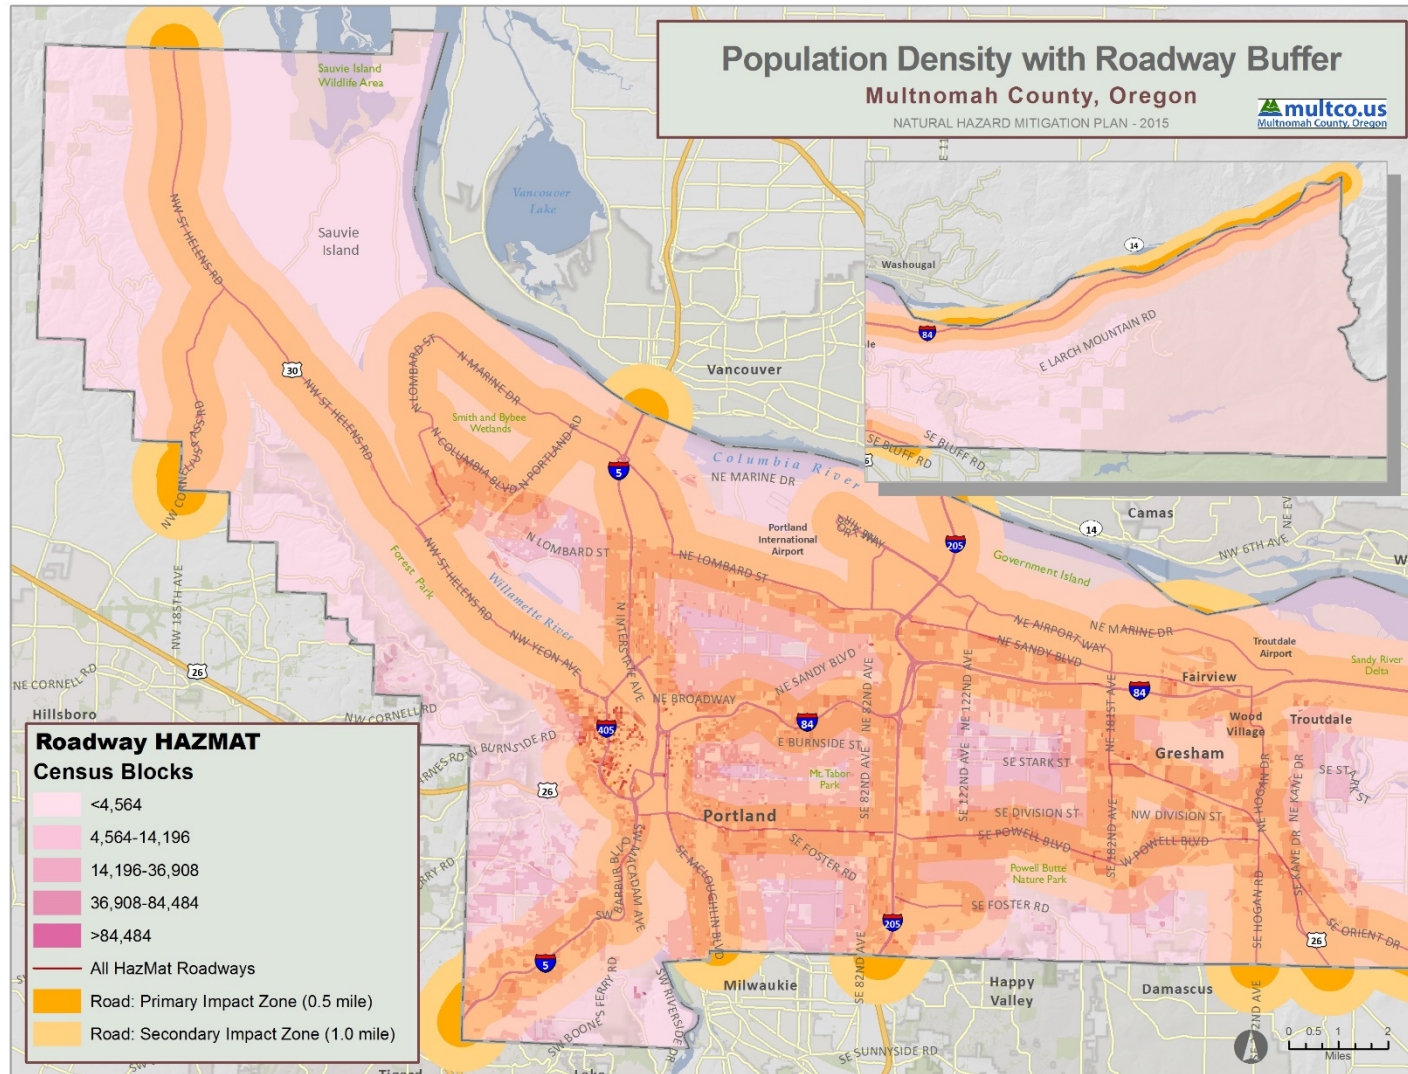 Population Density with Roadway Buffer
Multnomah County, Oregon
NATURAL HAZARD MITIGATION PLAN - 2015
multco.us
Multnomah County, Oregon
Sauvie Island
Wildlife Area
Vancouver
Lake
Sauvie
Island
NW ST HELENS RD
30
NW ST HELENS RD
N LOMBARD ST
N MARINE DR
Smith and Bybee
Wetlands
N COLUMBIA BLVD
N PORTLAND RD
Vancouver
5
Columbia River
NE MARINE DR
14
Washougal
84
E LARCH MOUNTAIN RD
SE BLUFF RD
SE BLUFF RD
Camas
14
NW 6TH AVE
NW 185TH AVE
Forest Park
NW ST HELENS RD
Willamette River
N LOMBARD ST
NE LOMBARD ST
Portland
International
Airport
205
Government Island
NW YEON AVE
N INTERSTATE AVE
NE AIRPORT WAY
NE MARINE DR
NE SANDY BLVD
NE SANDY BLVD
Troutdale
Airport
Sandy River
Delta
26
NE CORNELL RD
Hillsboro
NW CORNELL RD
405
NE BROADWAY
84
NE 82ND AVE
NE 122ND AVE
NE 181ST AVE
84
Fairview
Wood
Village
Troutdale
E BURNSIDE ST
Gresham
SE STARK ST
Mt. Tabor
Park
26
Portland
SE 82ND AVE
SE 122ND AVE
SE DIVISION ST
NW DIVISION ST
NE HOGAN DR
NE KANE DR
SE POWELL BLVD
W POWELL BLVD
SE 182ND AVE
SE FOSTER RD
Powell Butte
Nature Park
SW MACADAM AVE
SE MCLOUGHLIN BLVD
SE FOSTER RD
205
SE HOGAN RD
SE KANE DR
SE ORIENT DR
26
5
SW BOONES FERRY RD
SW RIVERSIDE DR
Milwaukie
SE 82ND AVE
Happy
Valley
Damascus
SE SUNNYSIDE RD
Roadway HAZMAT
Census Blocks
<4,564
4,564-14,196
14,196-36,908
36,908-84,484
>84,484
All HazMat Roadways
Road: Primary Impact Zone (0.5 mile)
Road: Secondary Impact Zone (1.0 mile)
0 0.5 1 2
Miles